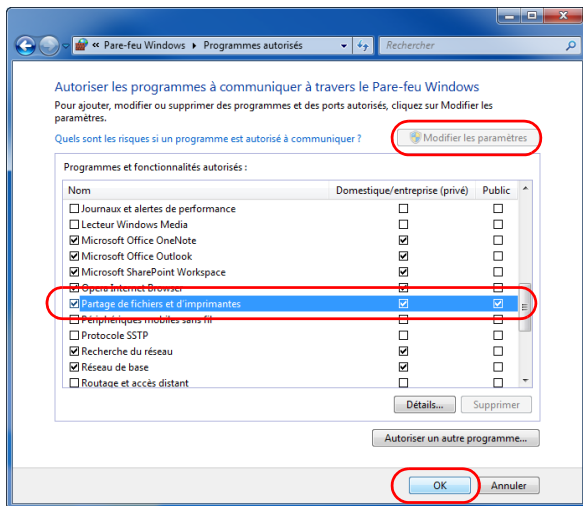 « Pare-feu Windows ▸ Programmes autorisés
Rechercher
Autoriser les programmes à communiquer à travers le Pare-feu Windows
Pour ajouter, modifier ou supprimer des programmes et des ports autorisés, cliquez sur Modifier les
paramètres.
Quels sont les risques si un programme est autorisé à communiquer ?
Modifier les paramètres
Programmes et fonctionnalités autorisés :
Nom Domestique/entreprise (privé) Public
Journaux et alertes de performance
Lecteur Windows Media
Microsoft Office OneNote
Microsoft Office Outlook
Microsoft SharePoint Workspace
Opera Internet Browser
Partage de fichiers et d'imprimantes
Périphériques mobiles sans fil
Protocole SSTP
Recherche du réseau
Réseau de base
Routage et accès distant
Détails... Supprimer
Autoriser un autre programme...
OK Annuler